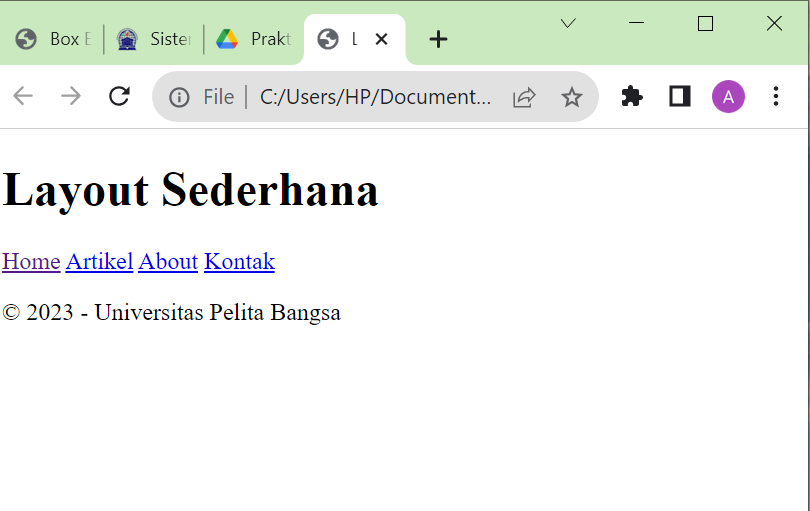 Box E
Sister
Prakt
L
File
C:/Users/HP/Document...
A
Layout Sederhana
Home Artikel About Kontak
© 2023 - Universitas Pelita Bangsa